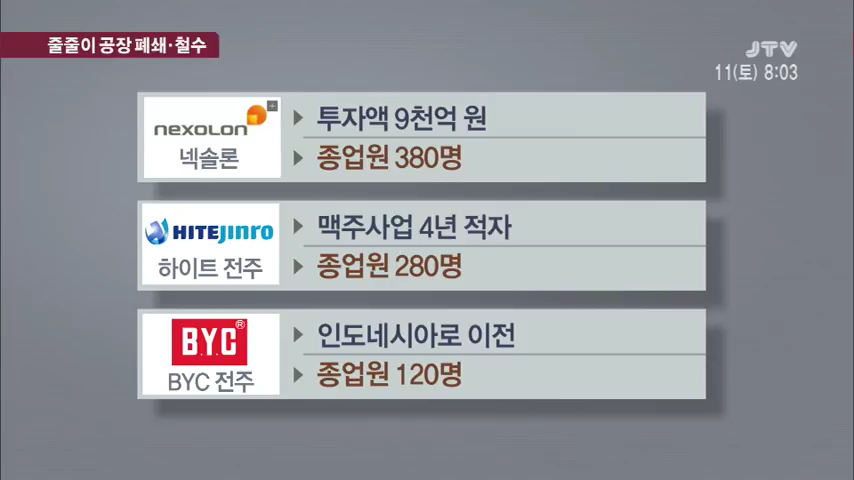 줄줄이 공장 폐쇄·철수
JTV
11(토) 8:03
nexolon
넥솔론
투자액 9천억 원
종업원 380명
HITEJINRO
하이트 전주
맥주사업 4년 적자
종업원 280명
B.Y.C ®
BYC 전주
인도네시아로 이전
종업원 120명